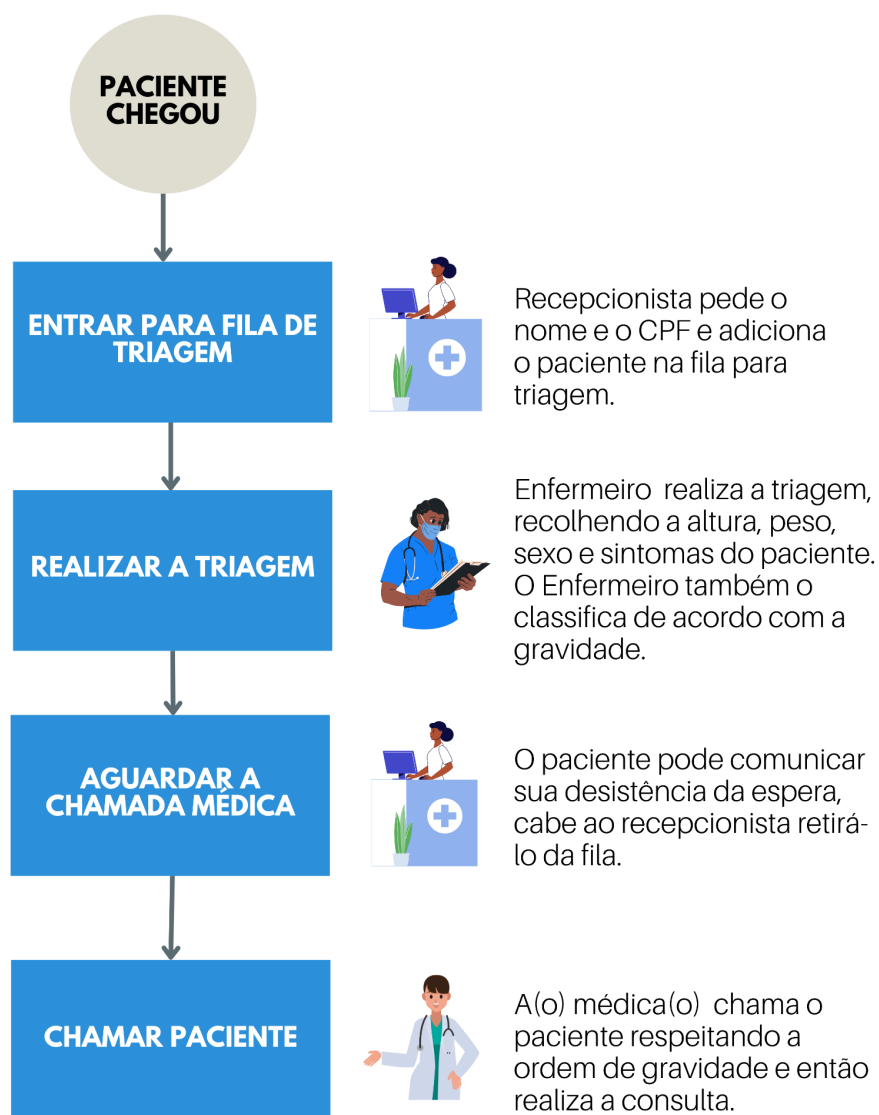 PACIENTE
CHEGOU
ENTRAR PARA FILA DE
TRIAGEM
Recepcionista pede o
nome e o CPF e adiciona
o paciente na fila para
triagem.
REALIZAR A TRIAGEM
Enfermeiro realiza a triagem,
recolhendo a altura, peso,
sexo e sintomas do paciente.
O Enfermeiro também o
classifica de acordo com a
gravidade.
AGUARDAR A
CHAMADA MÉDICA
O paciente pode comunicar
sua desistência da espera,
cabe ao recepcionista retirá-
lo da fila.
CHAMAR PACIENTE
A(o) médica(o) chama o
paciente respeitando a
ordem de gravidade e então
realiza a consulta.